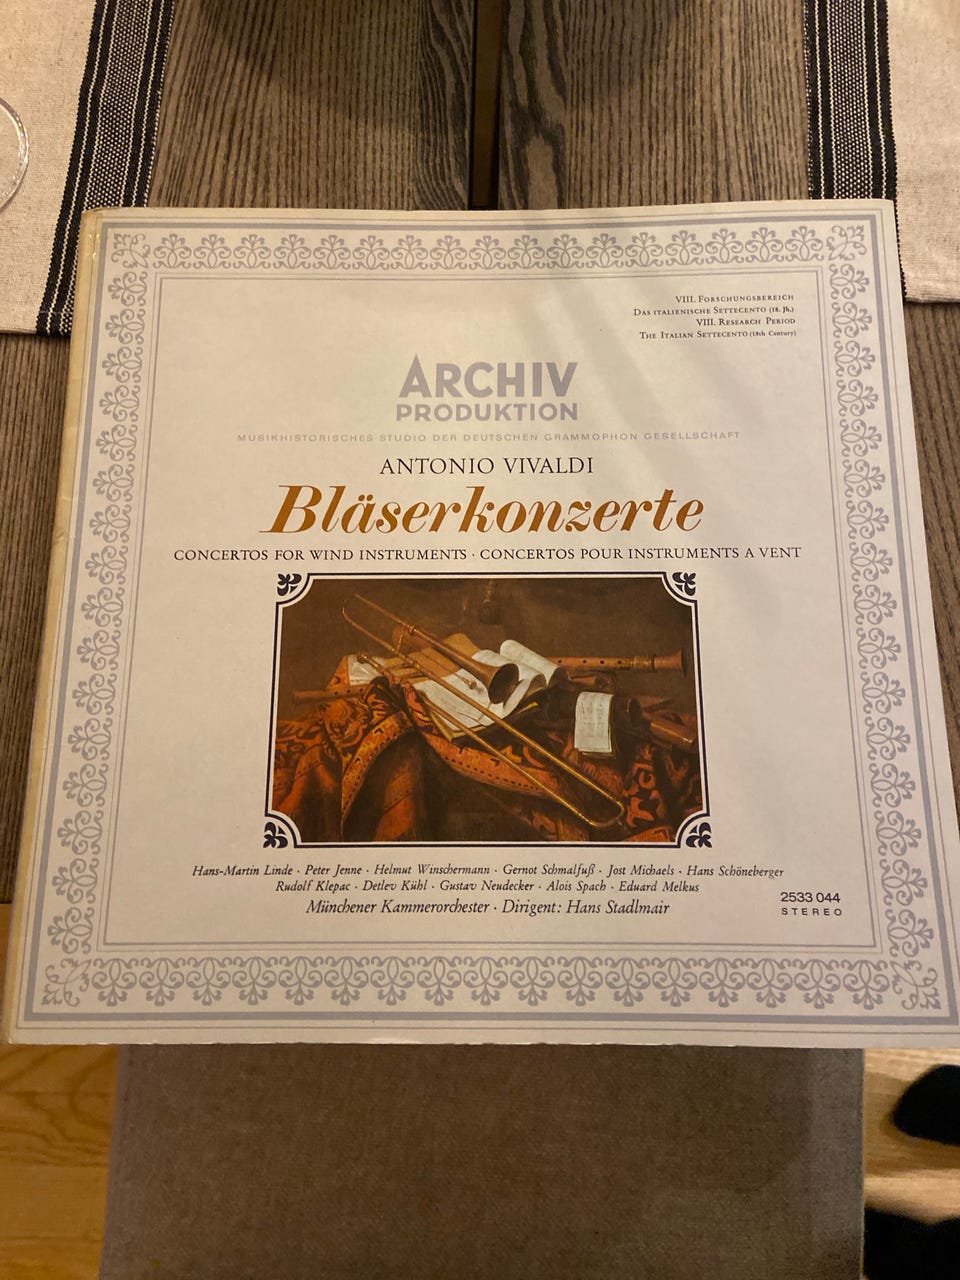 VIII. Forschungsbereich
Das italienische Settecento (18. Jh.)
VIII. Research Period
The Italian Settecento (18th Century)
ARCHIV
PRODUKTION
MUSIKHISTORISCHES STUDIO DER DEUTSCHEN GRAMMOPHON GESELLSCHAFT
ANTONIO VIVALDI
Bläserkonzerte
CONCERTOS FOR WIND INSTRUMENTS · CONCERTOS POUR INSTRUMENTS A VENT
Hans-Martin Linde · Peter Jenne · Helmut Winschermann · Gernot Schmalfuß · Jost Michaels · Hans Schöneberger
Rudolf Klepac · Detlev Kühl · Gustav Neudecker · Alois Spach · Eduard Melkus
Münchener Kammerorchester · Dirigent: Hans Stadlmair
2533 044
STEREO